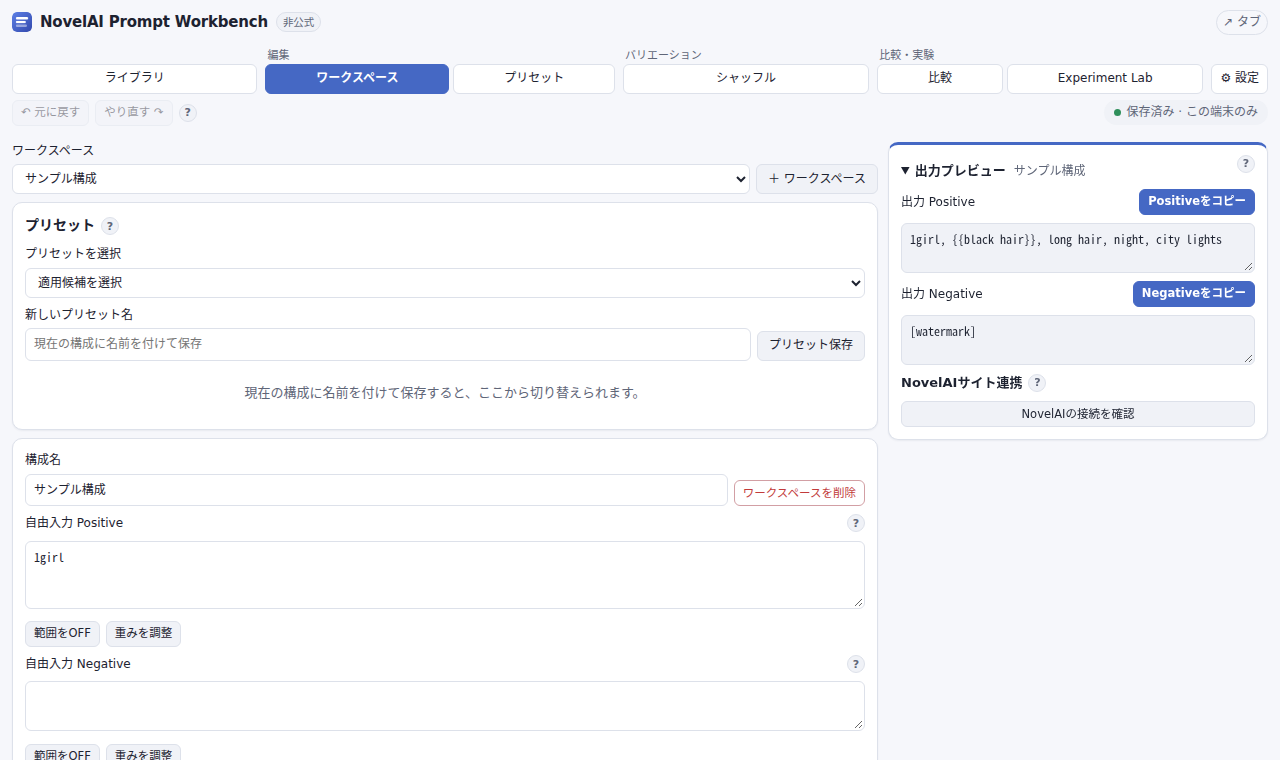 NovelAI Prompt Workbench 非公式
↗ タブ
編集
バリエーション
比較・実験
ライブラリ
ワークスペース
プリセット
シャッフル
比較
Experiment Lab
⚙ 設定
↶ 元に戻す
やり直す ↷
?
保存済み · この端末のみ
ワークスペース
サンプル構成
＋ ワークスペース
プリセット ?
プリセットを選択
適用候補を選択
新しいプリセット名
現在の構成に名前を付けて保存
プリセット保存
現在の構成に名前を付けて保存すると、ここから切り替えられます。
構成名
サンプル構成
ワークスペースを削除
自由入力 Positive
?
1girl
範囲をOFF
重みを調整
自由入力 Negative
?
範囲をOFF
重みを調整
▼ 出力プレビュー サンプル構成
?
出力 Positive
Positiveをコピー
1girl, {{black hair}}, long hair, night, city lights
出力 Negative
Negativeをコピー
[watermark]
NovelAIサイト連携 ?
NovelAIの接続を確認